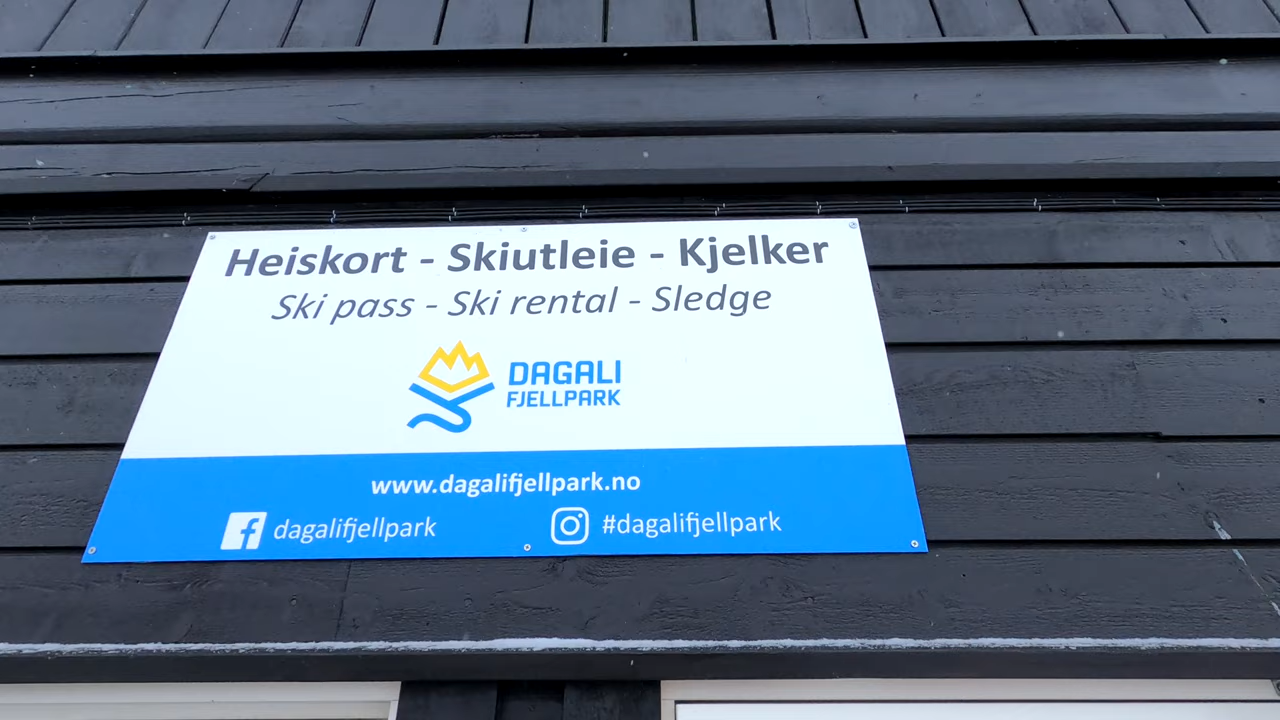 Heiskort - Skiutleie - Kjelker
Ski pass - Ski rental - Sledge
DAGALI
FJELLPARK
www.dagalifjellpark.no
dagalifjellpark #dagalifjellpark